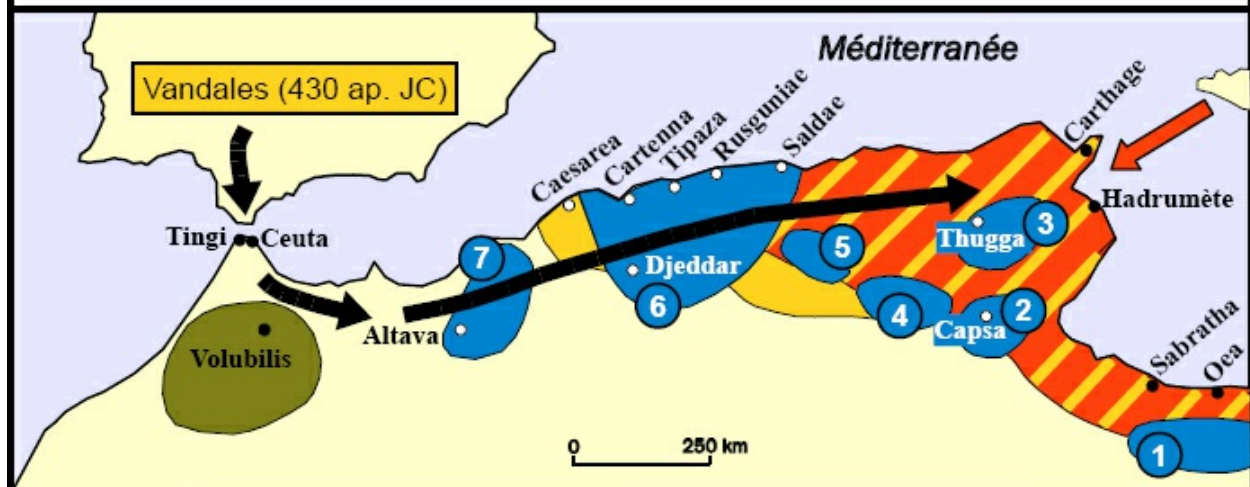 Méditerranée
Vandales (430 ap. JC)
Carthage
Saldae
Rusguniae
Tipaza
Cartenna
Caesarea
Hadrumète
Tingi
Ceuta
Thugga
3
7
5
Djeddar
6
4
2
Capsa
Altava
Volubilis
Sabratha
Oea
0 250 km
1